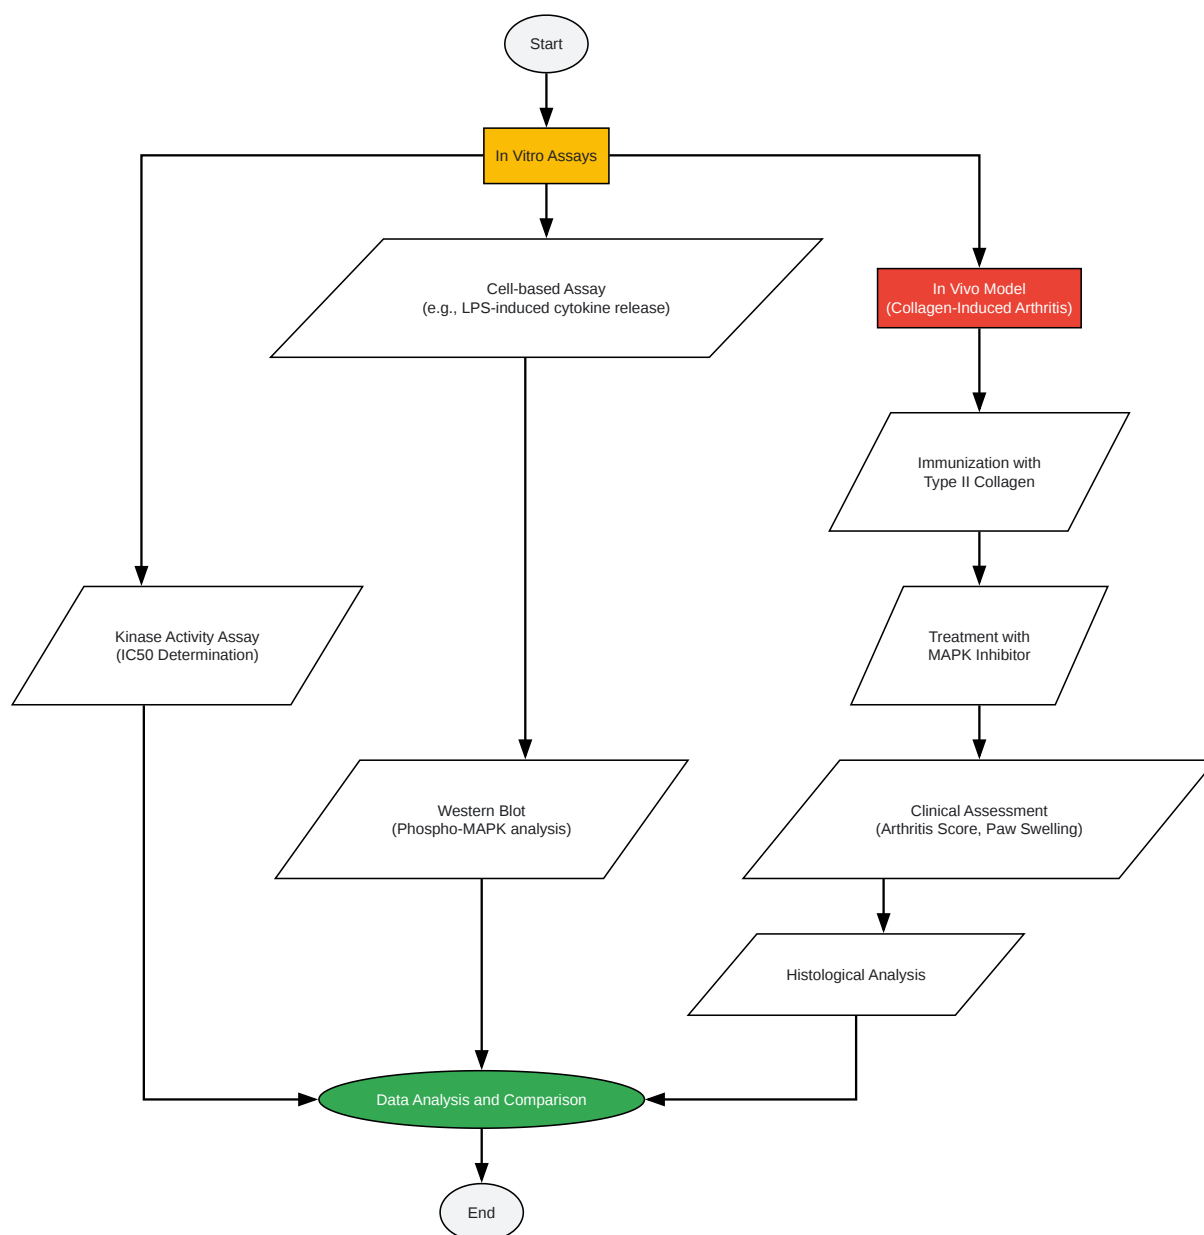 Start
In Vitro Assays
Cell-based Assay
(e.g., LPS-induced cytokine release)
In Vivo Model
(Collagen-Induced Arthritis)
Immunization with
Type II Collagen
Kinase Activity Assay
(IC50 Determination)
Treatment with
MAPK Inhibitor
Western Blot
(Phospho-MAPK analysis)
Clinical Assessment
(Arthritis Score, Paw Swelling)
Histological Analysis
Data Analysis and Comparison
End